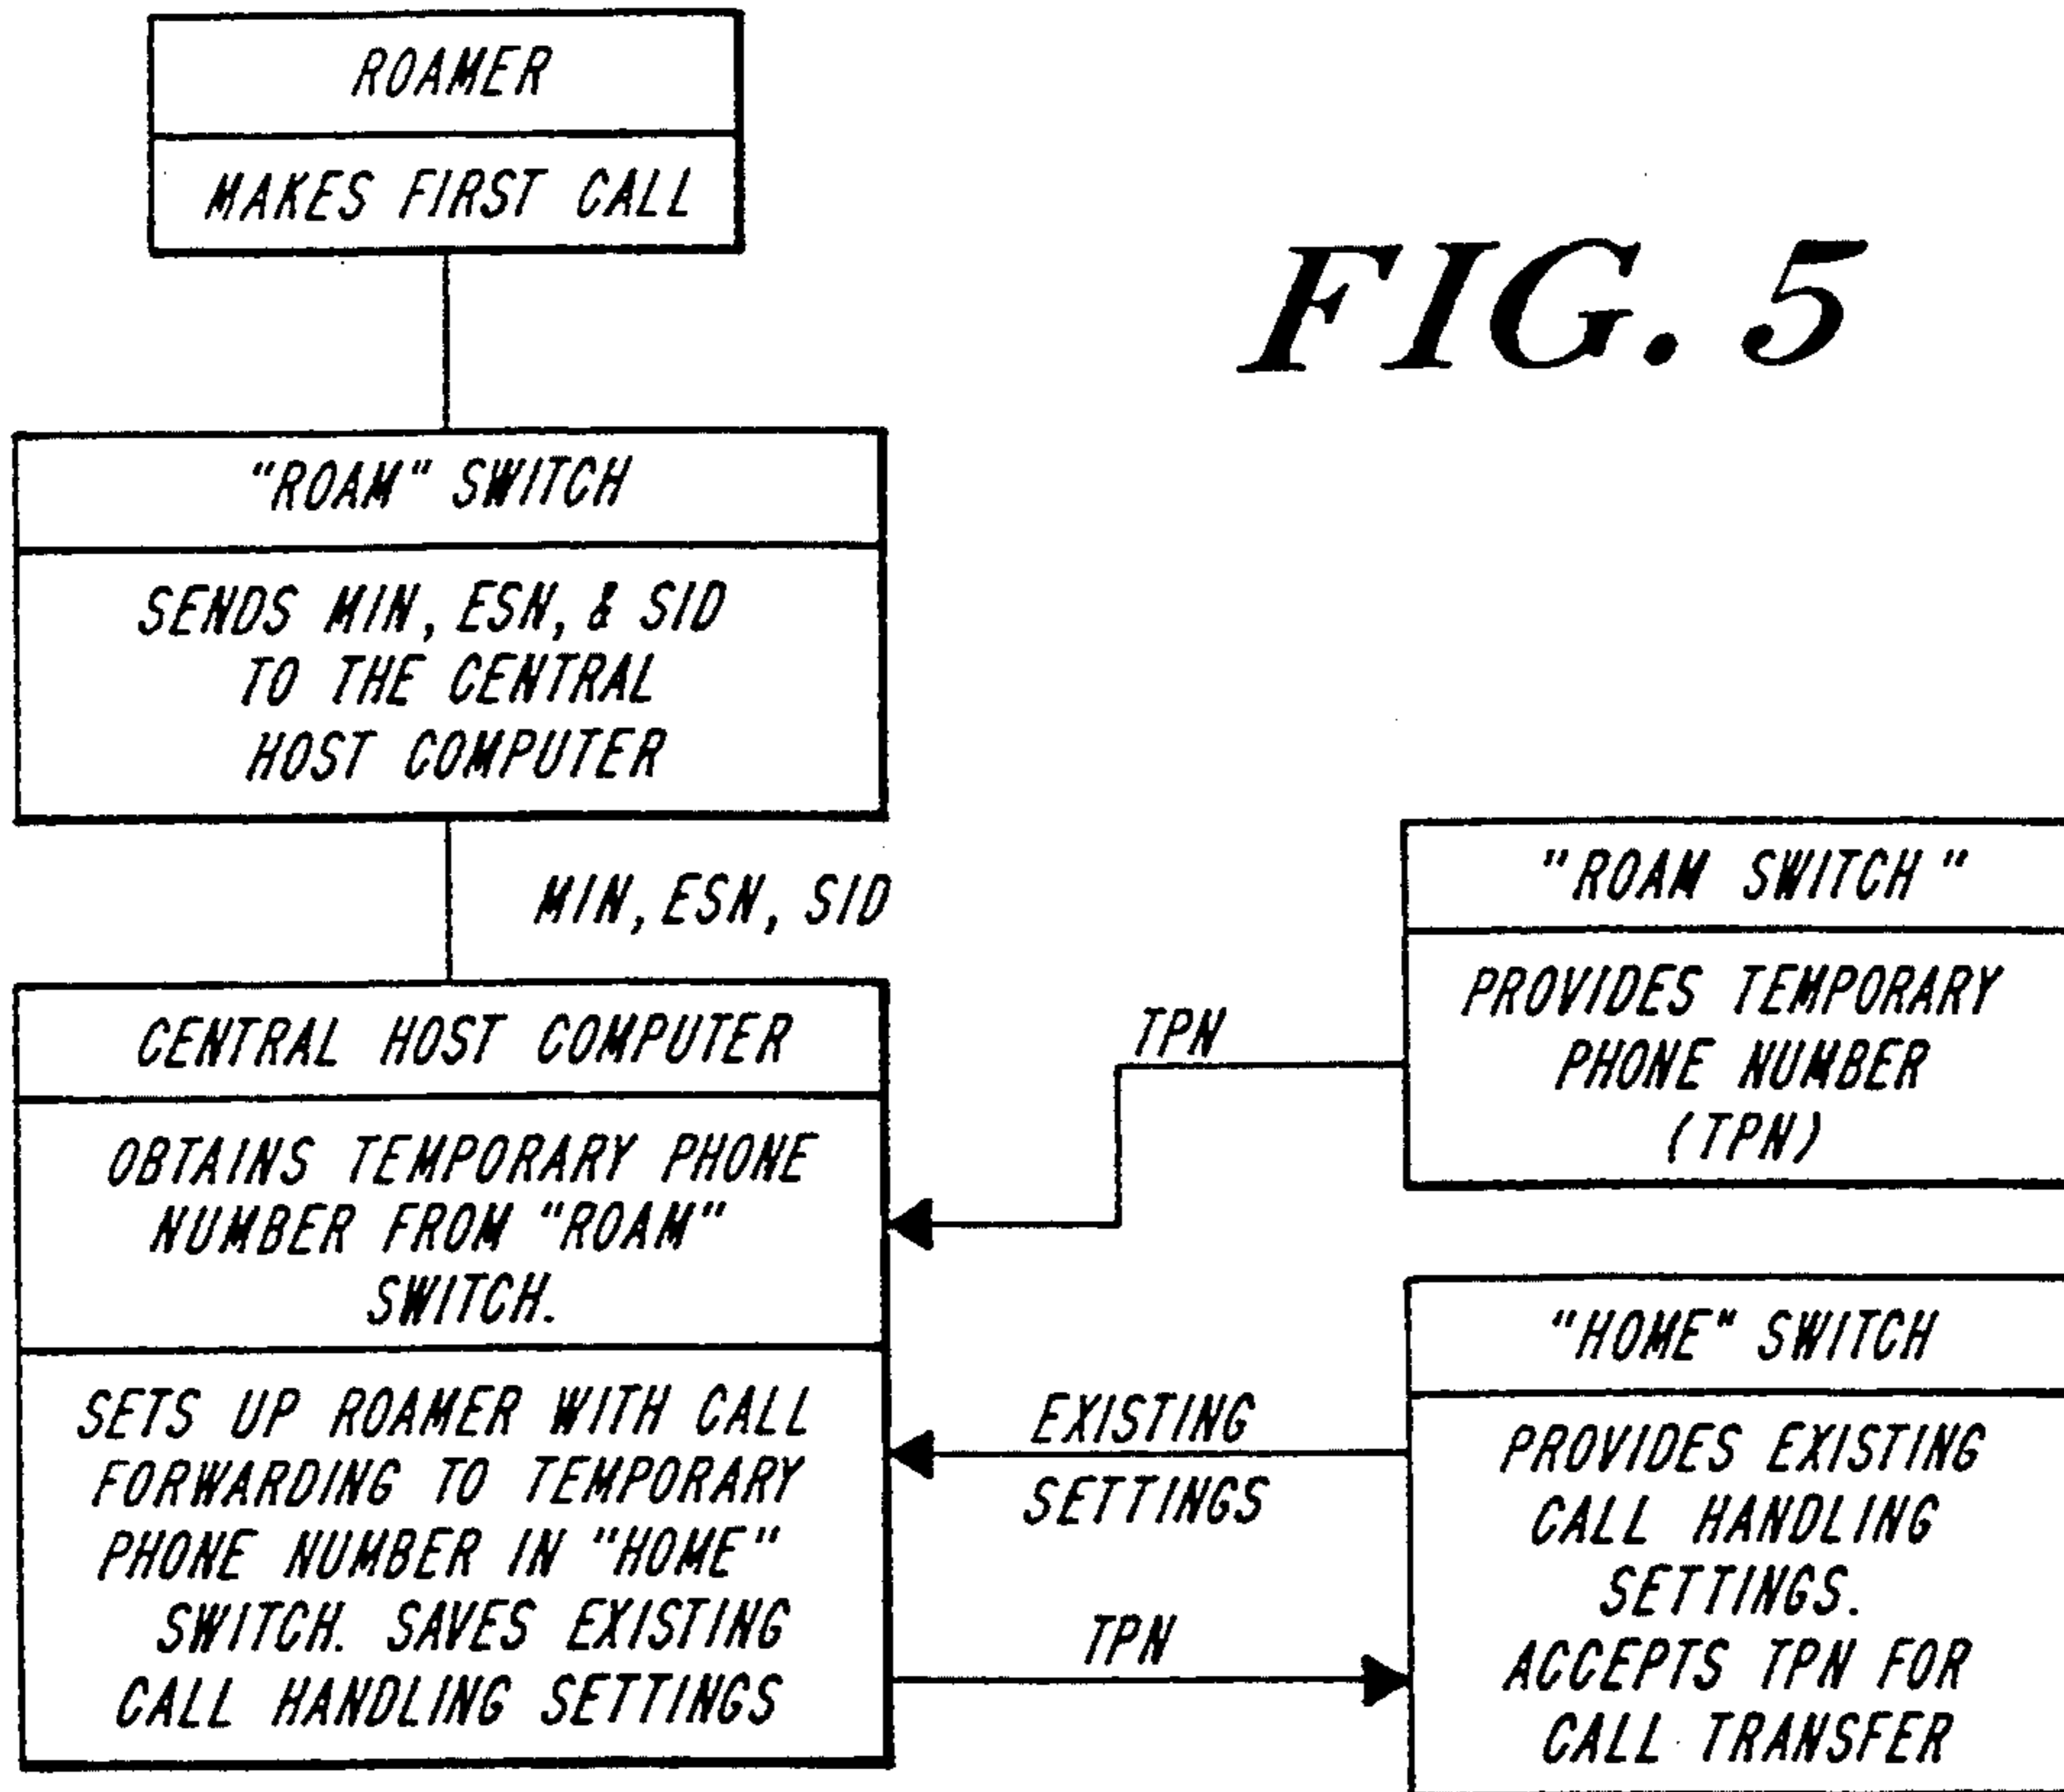 ROAMER
MAKES FIRST CALL
FIG. 5
"ROAM" SWITCH
SENDS MIN, ESN, & SID
TO THE CENTRAL
HOST COMPUTER
MIN, ESN, SID
CENTRAL HOST COMPUTER
OBTAINS TEMPORARY PHONE
NUMBER FROM "ROAM"
SWITCH.
SETS UP ROAMER WITH CALL
FORWARDING TO TEMPORARY
PHONE NUMBER IN "HOME"
SWITCH. SAVES EXISTING
CALL HANDLING SETTINGS
TPN
EXISTING
SETTINGS
TPN
"ROAM SWITCH"
PROVIDES TEMPORARY
PHONE NUMBER
(TPN)
"HOME" SWITCH
PROVIDES EXISTING
CALL HANDLING
SETTINGS.
ACCEPTS TPN FOR
CALL TRANSFER